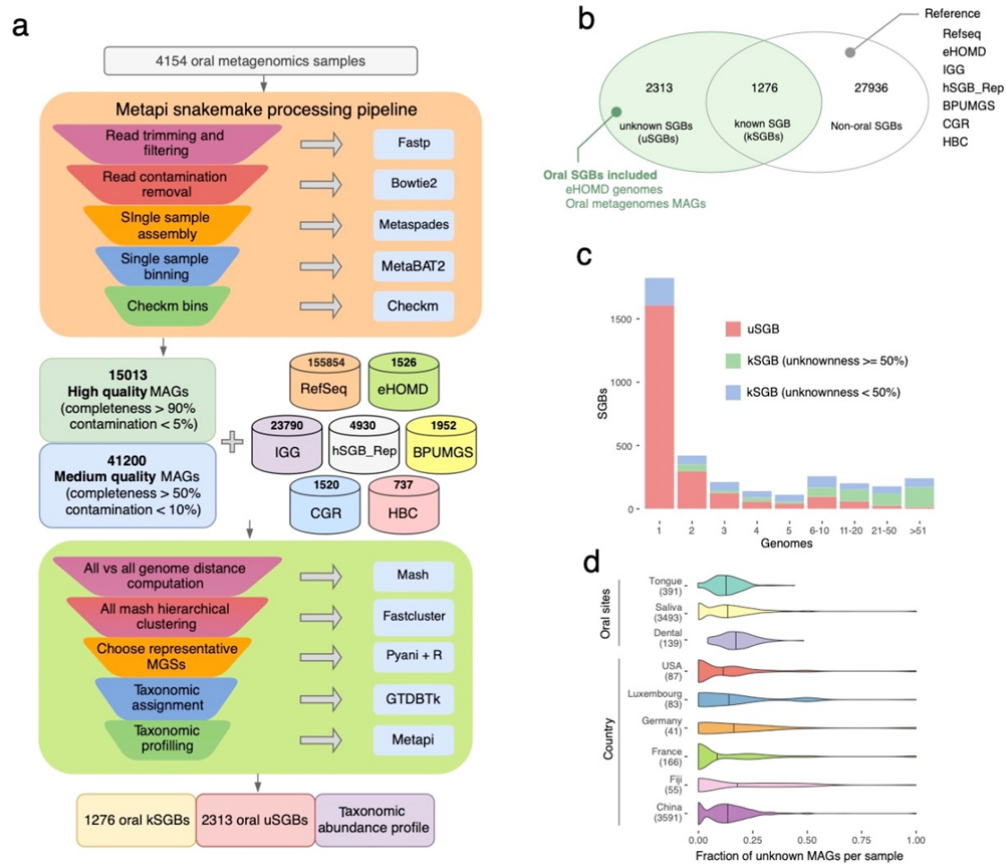 a
4154 oral metagenomics samples
Metapi snakemake processing pipeline
Read trimming and
filtering
Fastp
Read contamination
removal
Bowtie2
SIngle sample
assembly
Metaspades
Single sample
binning
MetaBAT2
Checkm bins
Checkm
15013
High quality MAGs
(completeness > 90%
contamination < 5%)
41200
Medium quality MAGs
(completeness > 50%
contamination < 10%)
155854
RefSeq
1526
eHOMD
23790
IGG
4930
hSGB_Rep
1952
BPUMGS
1520
CGR
737
HBC
All vs all genome distance
computation
Mash
All mash hierarchical
clustering
Fastcluster
Choose representative
MGSs
Pyani + R
Taxonomic
assignment
GTDBTk
Taxonomic
profilling
Metapi
1276 oral kSGBs
2313 oral uSGBs
Taxonomic
abundance profile
b
Reference
Refseq
eHOMD
IGG
hSGB_Rep
BPUMGS
CGR
HBC
2313
unknown SGBs
(uSGBs)
1276
known SGB
(kSGBs)
27936
Non-oral SGBs
Oral SGBs included
eHOMD genomes
Oral metagenomes MAGs
c
SGBs
1500
1000
500
0
uSGB
kSGB (unknownness >= 50%)
kSGB (unknownness < 50%)
1 2 3 4 5 6-10 11-20 21-50 >51
Genomes
d
Oral sites
Tongue
(391)
Saliva
(3493)
Dental
(139)
Country
USA
(87)
Luxembourg
(83)
Germany
(41)
France
(166)
Fiji
(55)
China
(3591)
0.00 0.25 0.50 0.75 1.00
Fraction of unknown MAGs per sample